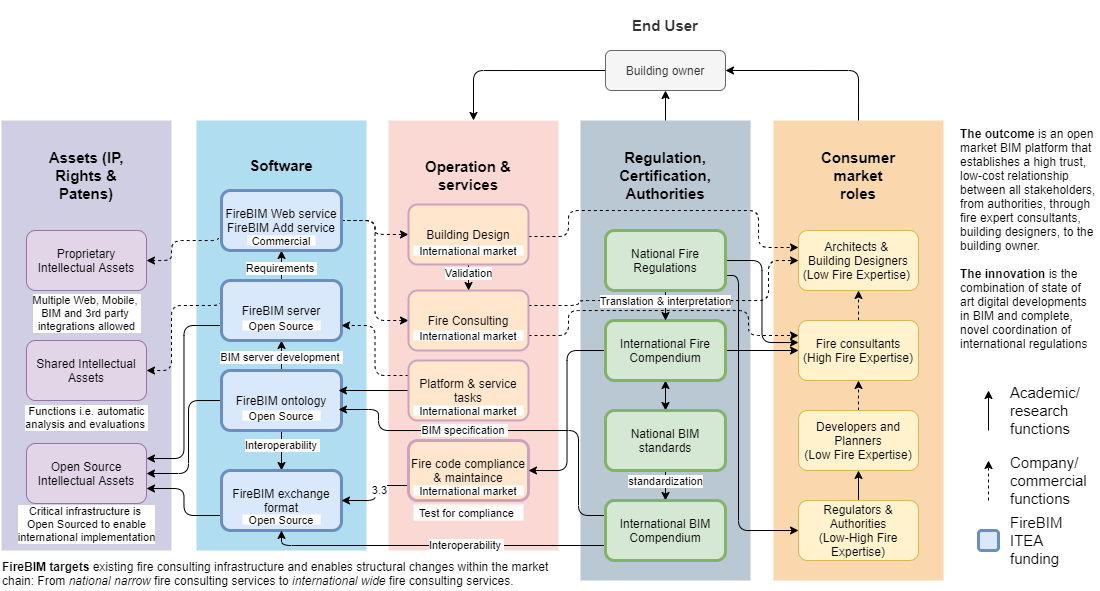 End User
Building owner
Assets (IP,
Rights &
Patens)
Proprietary
Intellectual Assets
Multiple Web, Mobile,
BIM and 3rd party
integrations allowed
Shared Intellectual
Assets
Functions i.e. automatic
analysis and evaluations
Open Source
Intellectual Assets
Critical infrastructure is
Open Sourced to enable
international implementation
Software
FireBIM Web service
FireBIM Add service
Commercial
Requirements
FireBIM server
Open Source
BIM server development
FireBIM ontology
Open Source
Interoperability
FireBIM exchange
format
Open Source
Operation &
services
Building Design
International market
Validation
Fire Consulting
International market
Platform & service
tasks
International market
BIM specification
Fire code compliance
& maintaince
International market
3.3
Test for compliance
Interoperability
Regulation,
Certification,
Authorities
National Fire
Regulations
Translation & interpretation
International Fire
Compendium
National BIM
standards
standardization
International BIM
Compendium
Consumer
market
roles
Architects &
Building Designers
(Low Fire Expertise)
Fire consultants
(High Fire Expertise)
Developers and
Planners
(Low Fire Expertise)
Regulators &
Authorities
(Low-High Fire
Expertise)
The outcome is an open
market BIM platform that
establishes a high trust,
low-cost relationship
between all stakeholders,
from authorities, through
fire expert consultants,
building designers, to the
building owner.
The innovation is the
combination of state of
art digital developments
in BIM and complete,
novel coordination of
international regulations
Academic/
research
functions
Company/
commercial
functions
FireBIM
ITEA
funding
FireBIM targets existing fire consulting infrastructure and enables structural changes within the market
chain: From national narrow fire consulting services to international wide fire consulting services.